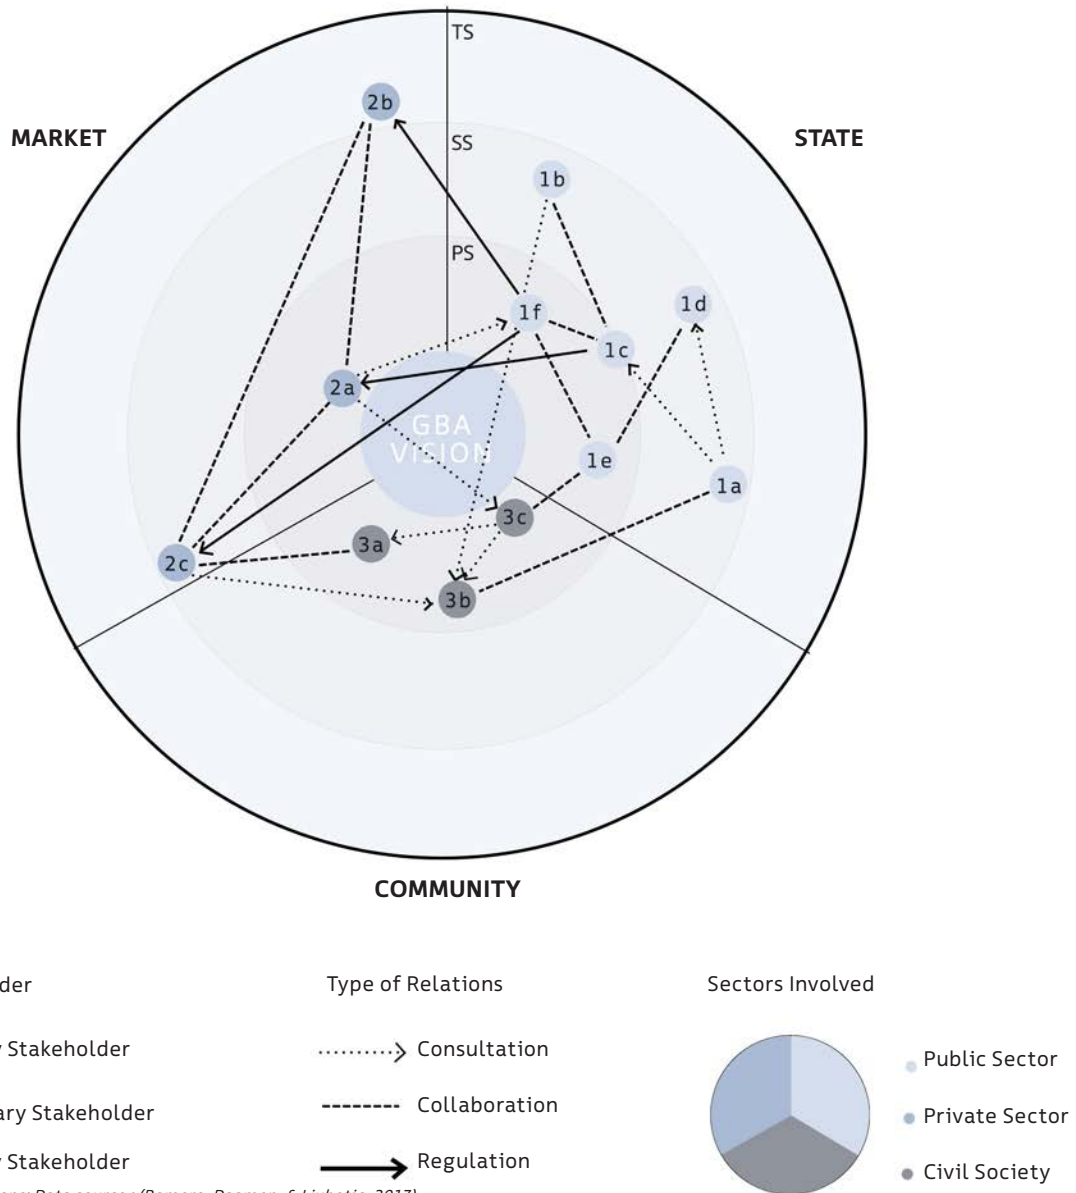 TS
2b
MARKET
STATE
SS
1b
PS
1f
1d
1c
2a
GBA
VISION
1e
1a
3c
3a
2c
3b
COMMUNITY
der
Type of Relations
Sectors Involved
Stakeholder
Consultation
Public Sector
ary Stakeholder
Collaboration
Private Sector
Stakeholder
Regulation
Civil Society